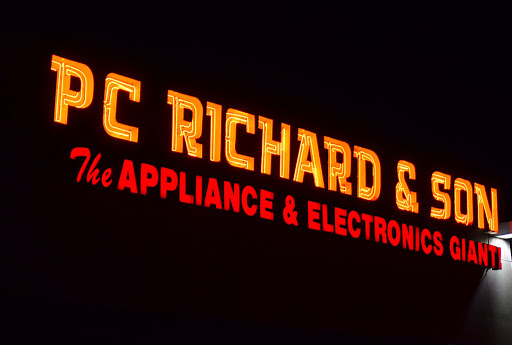 PC RICHARD & SON
The APPLIANCE & ELECTRONICS GIANT!